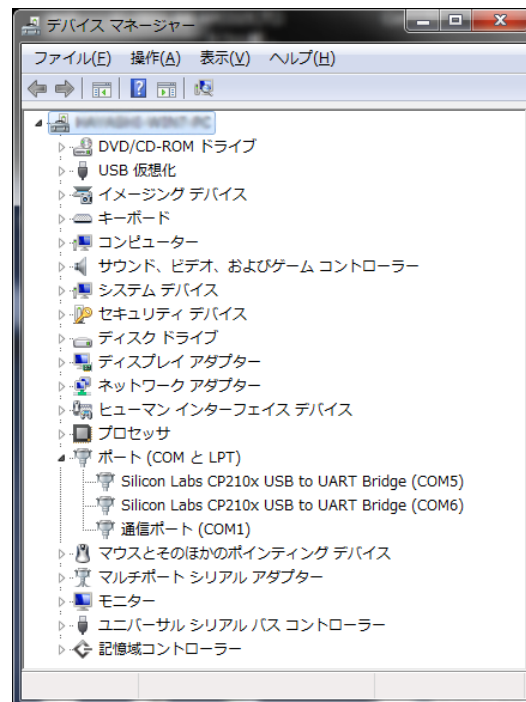 デバイス マネージャー
ファイル(F) 操作(A) 表示(V) ヘルプ(H)
DVD/CD-ROM ドライブ
USB 仮想化
イメージング デバイス
キーボード
コンピューター
サウンド、ビデオ、およびゲーム コントローラー
システム デバイス
セキュリティ デバイス
ディスク ドライブ
ディスプレイ アダプター
ネットワーク アダプター
ヒューマン インターフェイス デバイス
プロセッサ
ポート (COM と LPT)
Silicon Labs CP210x USB to UART Bridge (COM5)
Silicon Labs CP210x USB to UART Bridge (COM6)
通信ポート (COM1)
マウスとそのほかのポインティング デバイス
マルチポート シリアル アダプター
モニター
ユニバーサル シリアル バス コントローラー
記憶域コントローラー